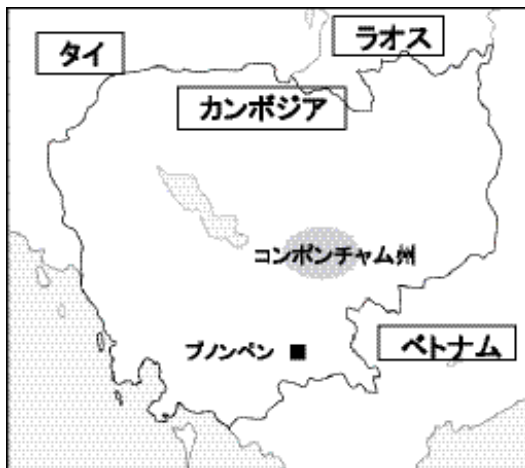 ラオス
タイ
カンボジア
コンポンチャム州
プノンペン
ベトナム